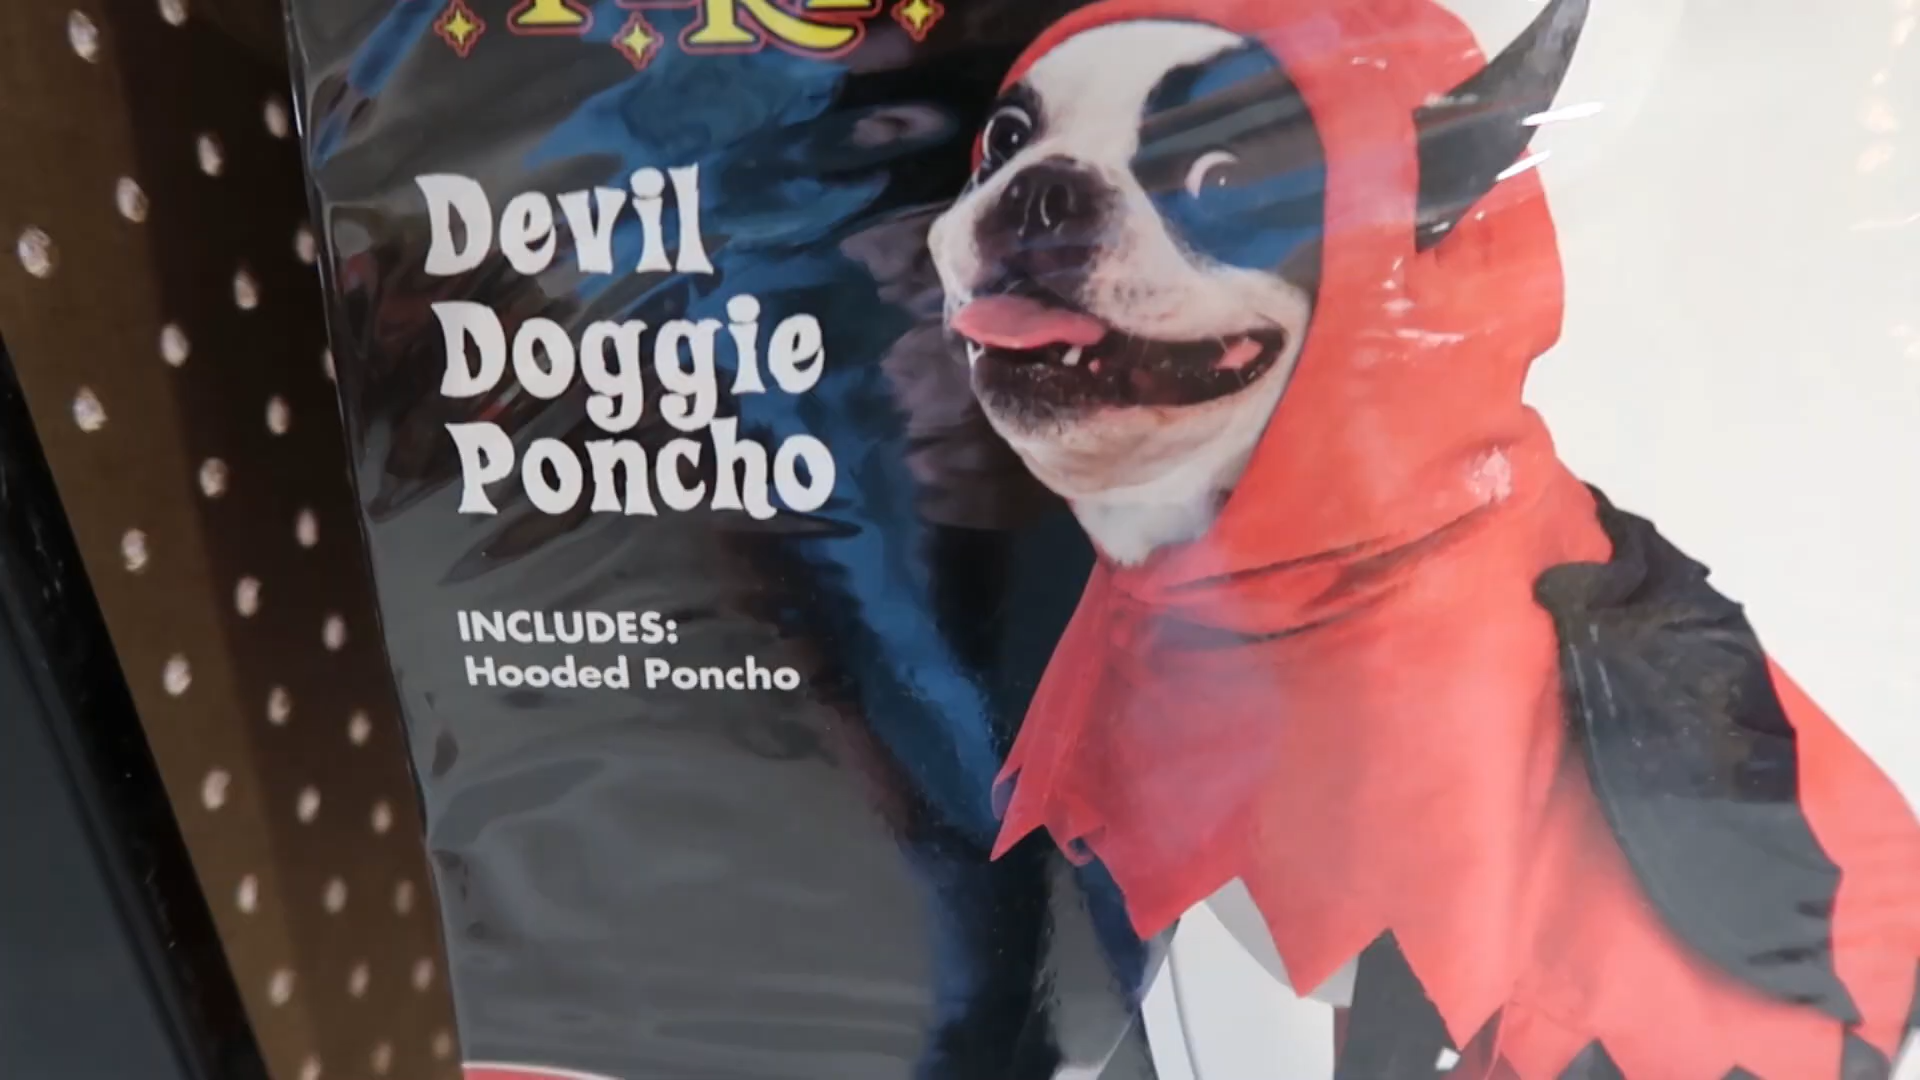 Devil
Doggie
Poncho
INCLUDES:
Hooded Poncho